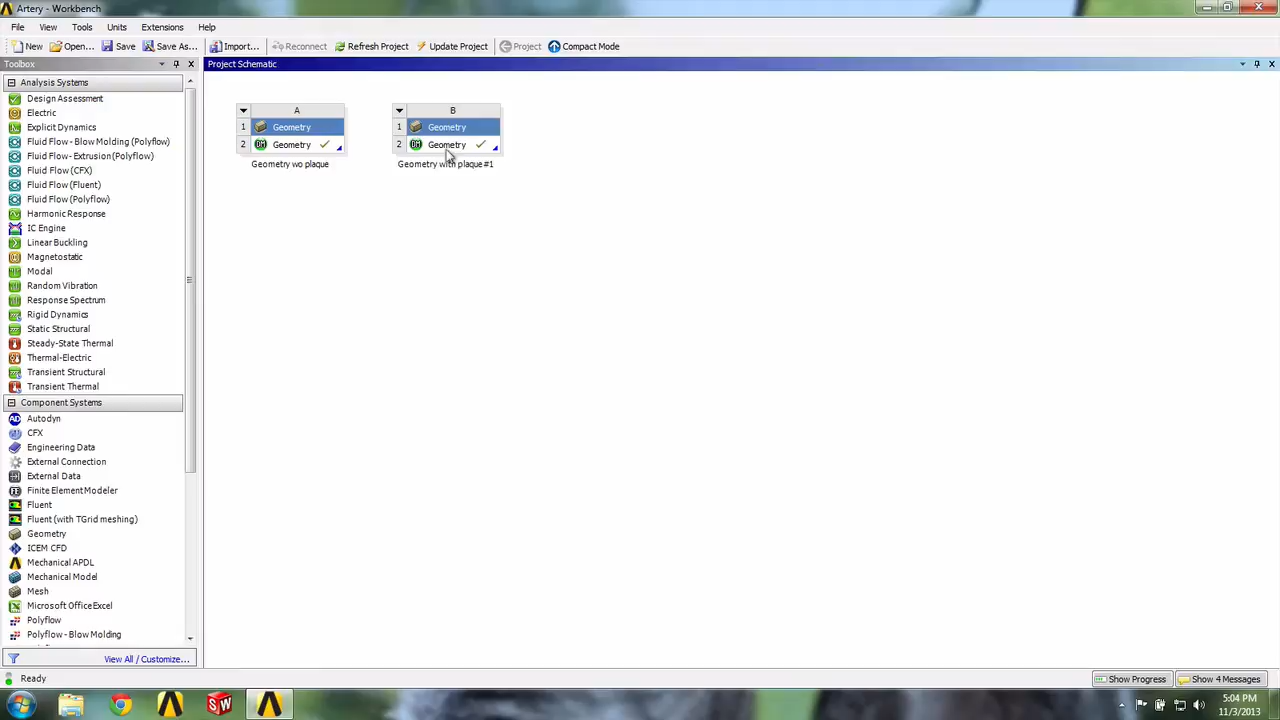 Artery - Workbench
File View Tools Units Extensions Help
New Open... Save Save As... Import... Reconnect Refresh Project Update Project Project Compact Mode
Toolbox
Project Schematic
Analysis Systems
Design Assessment
Electric
Explicit Dynamics
Fluid Flow - Blow Molding (Polyflow)
Fluid Flow - Extrusion (Polyflow)
Fluid Flow (CFX)
Fluid Flow (Fluent)
Fluid Flow (Polyflow)
Harmonic Response
IC Engine
Linear Buckling
Magnetostatic
Modal
Random Vibration
Response Spectrum
Rigid Dynamics
Static Structural
Steady-State Thermal
Thermal-Electric
Transient Structural
Transient Thermal
Component Systems
Autodyn
CFX
Engineering Data
External Connection
External Data
Finite Element Modeler
Fluent
Fluent (with TGrid meshing)
Geometry
ICEM CFD
Mechanical APDL
Mechanical Model
Mesh
Microsoft Office Excel
Polyflow
Polyflow - Blow Molding
View All / Customize...
A
1 Geometry
2 Geometry
Geometry wo plaque
B
1 Geometry
2 Geometry
Geometry with plaque #1
Ready
Show Progress
Show 4 Messages
5:04 PM
11/3/2013